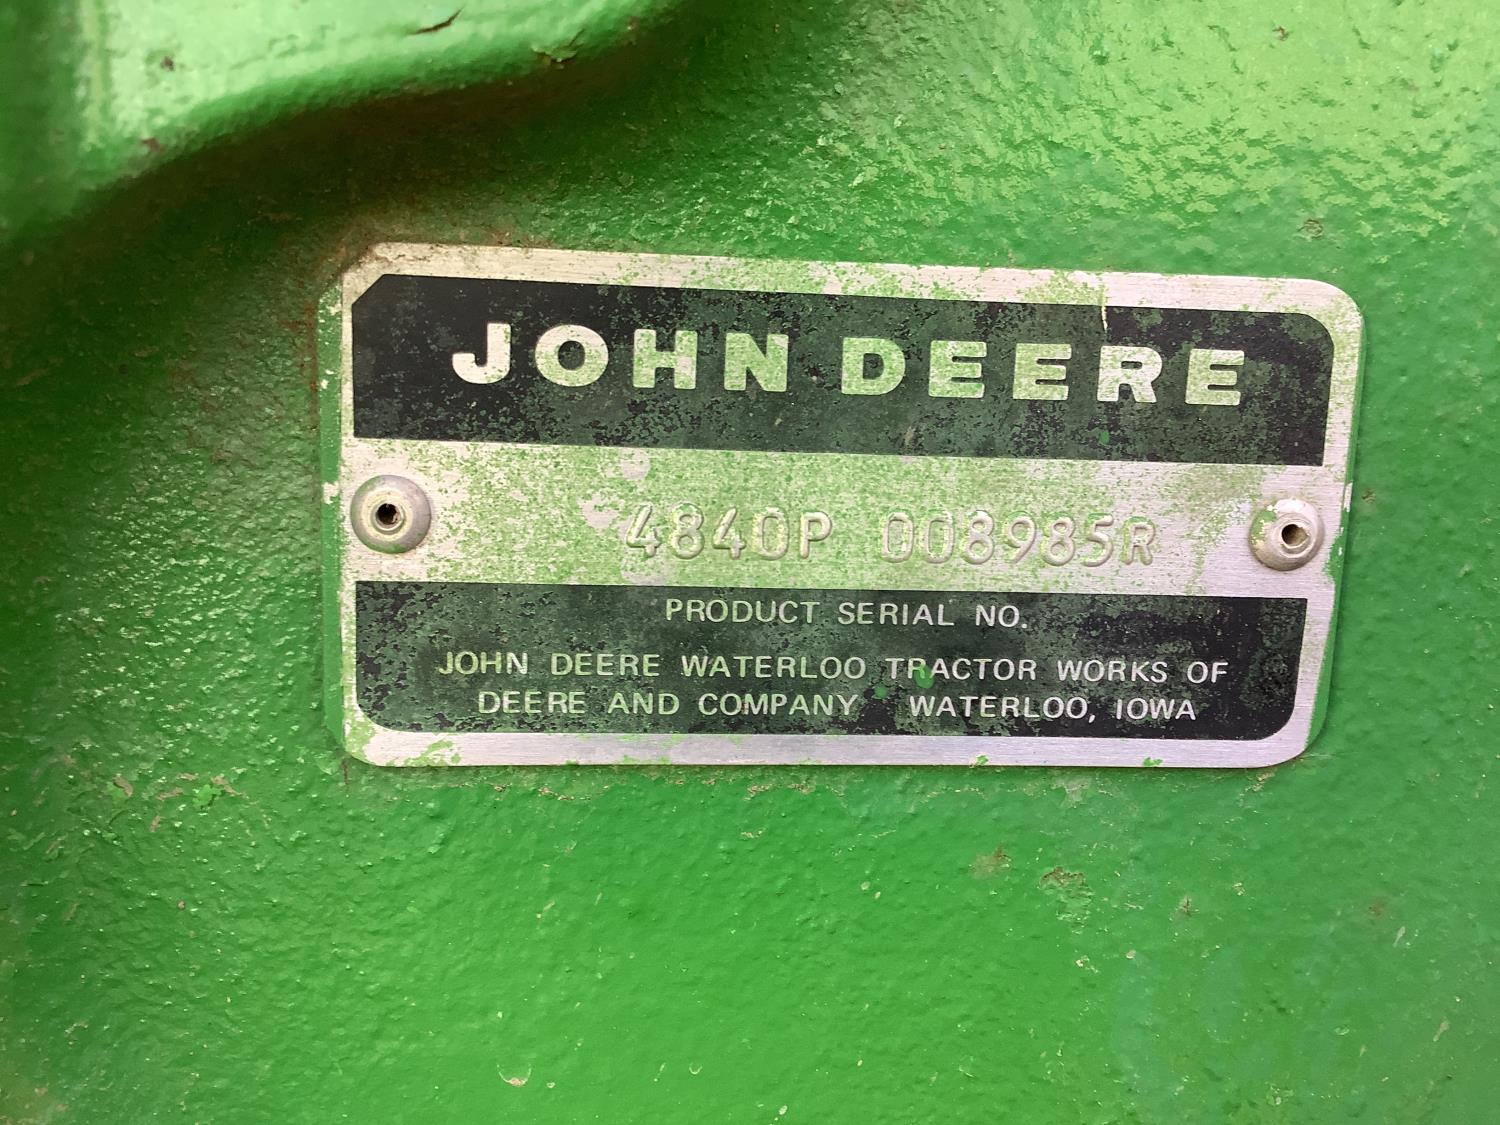 JOHN DEERE
4840P 008985R
PRODUCT SERIAL NO.
JOHN DEERE WATERLOO TRACTOR WORKS OF
DEERE AND COMPANY WATERLOO, IOWA